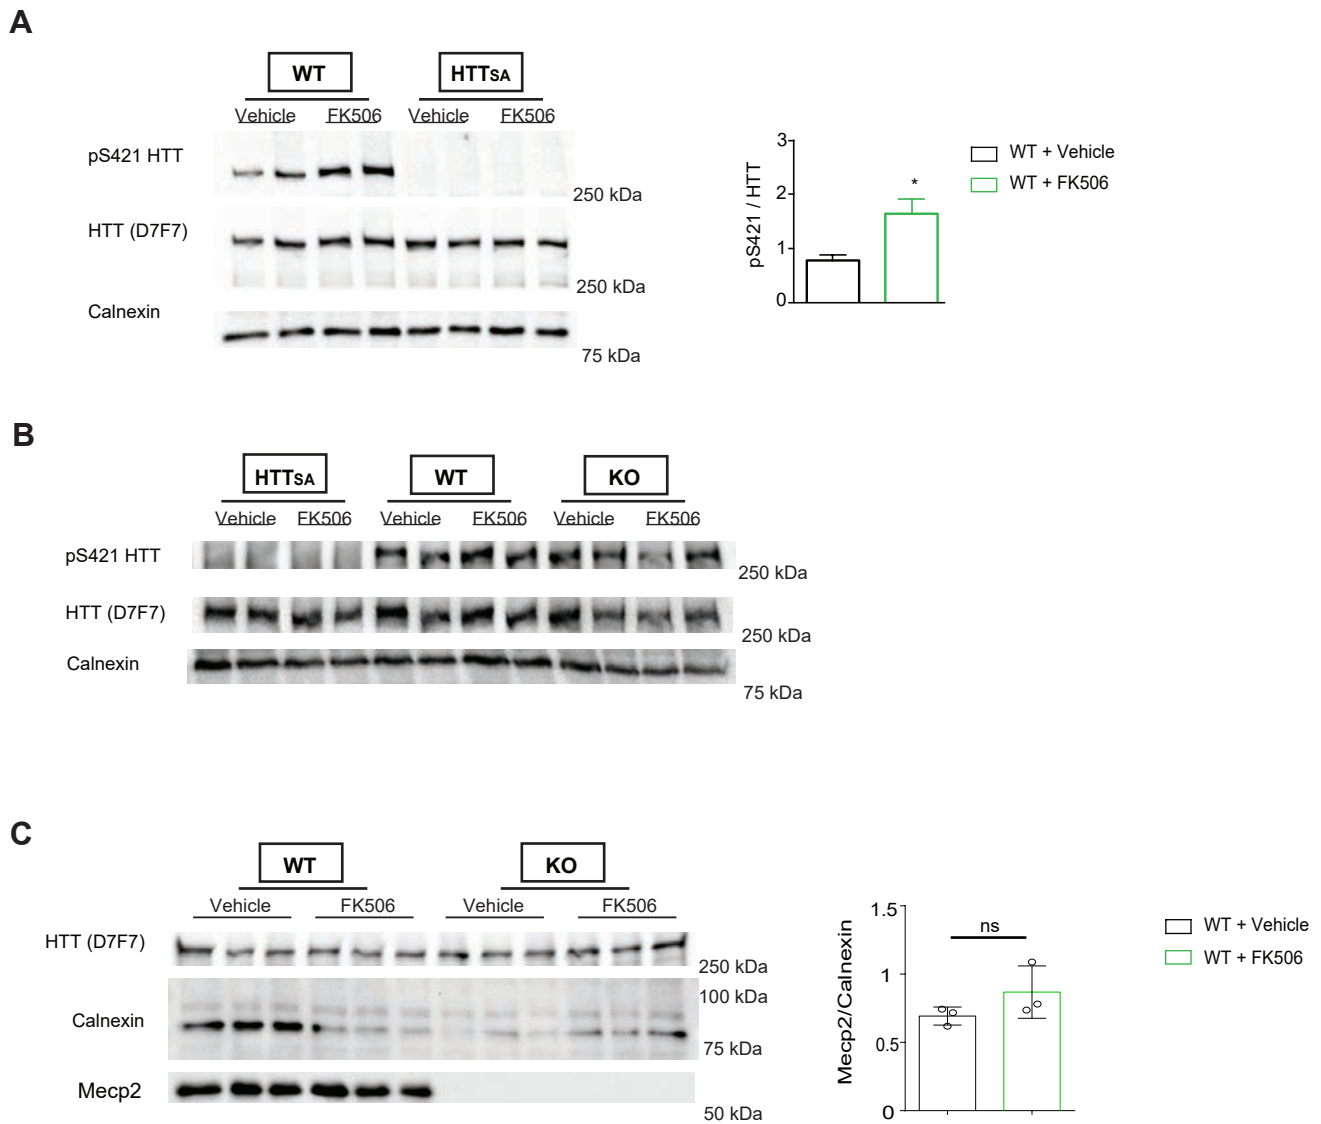 A
WT
HTTSA
Vehicle FK506 Vehicle FK506
pS421 HTT
250 kDa
HTT (D7F7)
250 kDa
Calnexin
75 kDa
pS421 / HTT
3
2
1
0
*
WT + Vehicle
WT + FK506
B
HTTSA
WT
KO
Vehicle FK506 Vehicle FK506 Vehicle FK506
pS421 HTT
250 kDa
HTT (D7F7)
250 kDa
Calnexin
75 kDa
C
WT
KO
Vehicle FK506 Vehicle FK506
HTT (D7F7)
250 kDa
100 kDa
Calnexin
75 kDa
Mecp2
50 kDa
Mecp2/Calnexin
1.5
1
0.5
0
ns
WT + Vehicle
WT + FK506